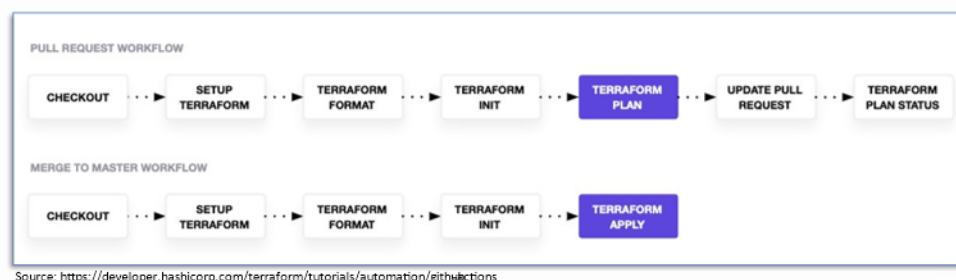 PULL REQUEST WORKFLOW
CHECKOUT
SETUP
TERRAFORM
TERRAFORM
FORMAT
TERRAFORM
INIT
TERRAFORM
PLAN
UPDATE PULL
REQUEST
TERRAFORM
PLAN STATUS
MERGE TO MASTER WORKFLOW
CHECKOUT
SETUP
TERRAFORM
TERRAFORM
FORMAT
TERRAFORM
INIT
TERRAFORM
APPLY
Source: https://developer.hashicorp.com/terraform/tutorials/automation/